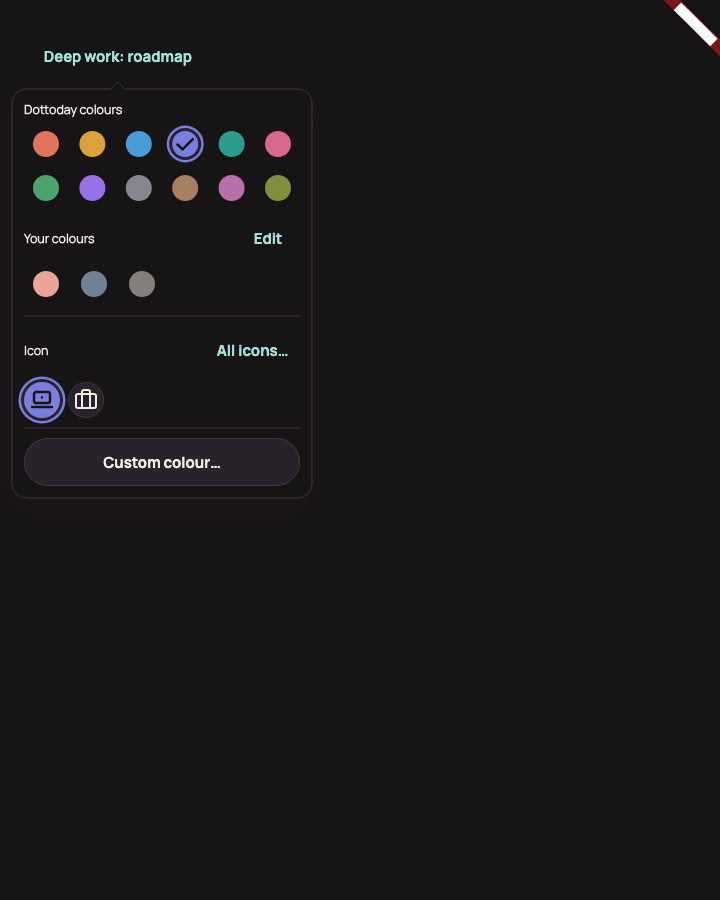 Deep work: roadmap
Dottoday colours
Your colours
Edit
Icon
All icons…
Custom colour…